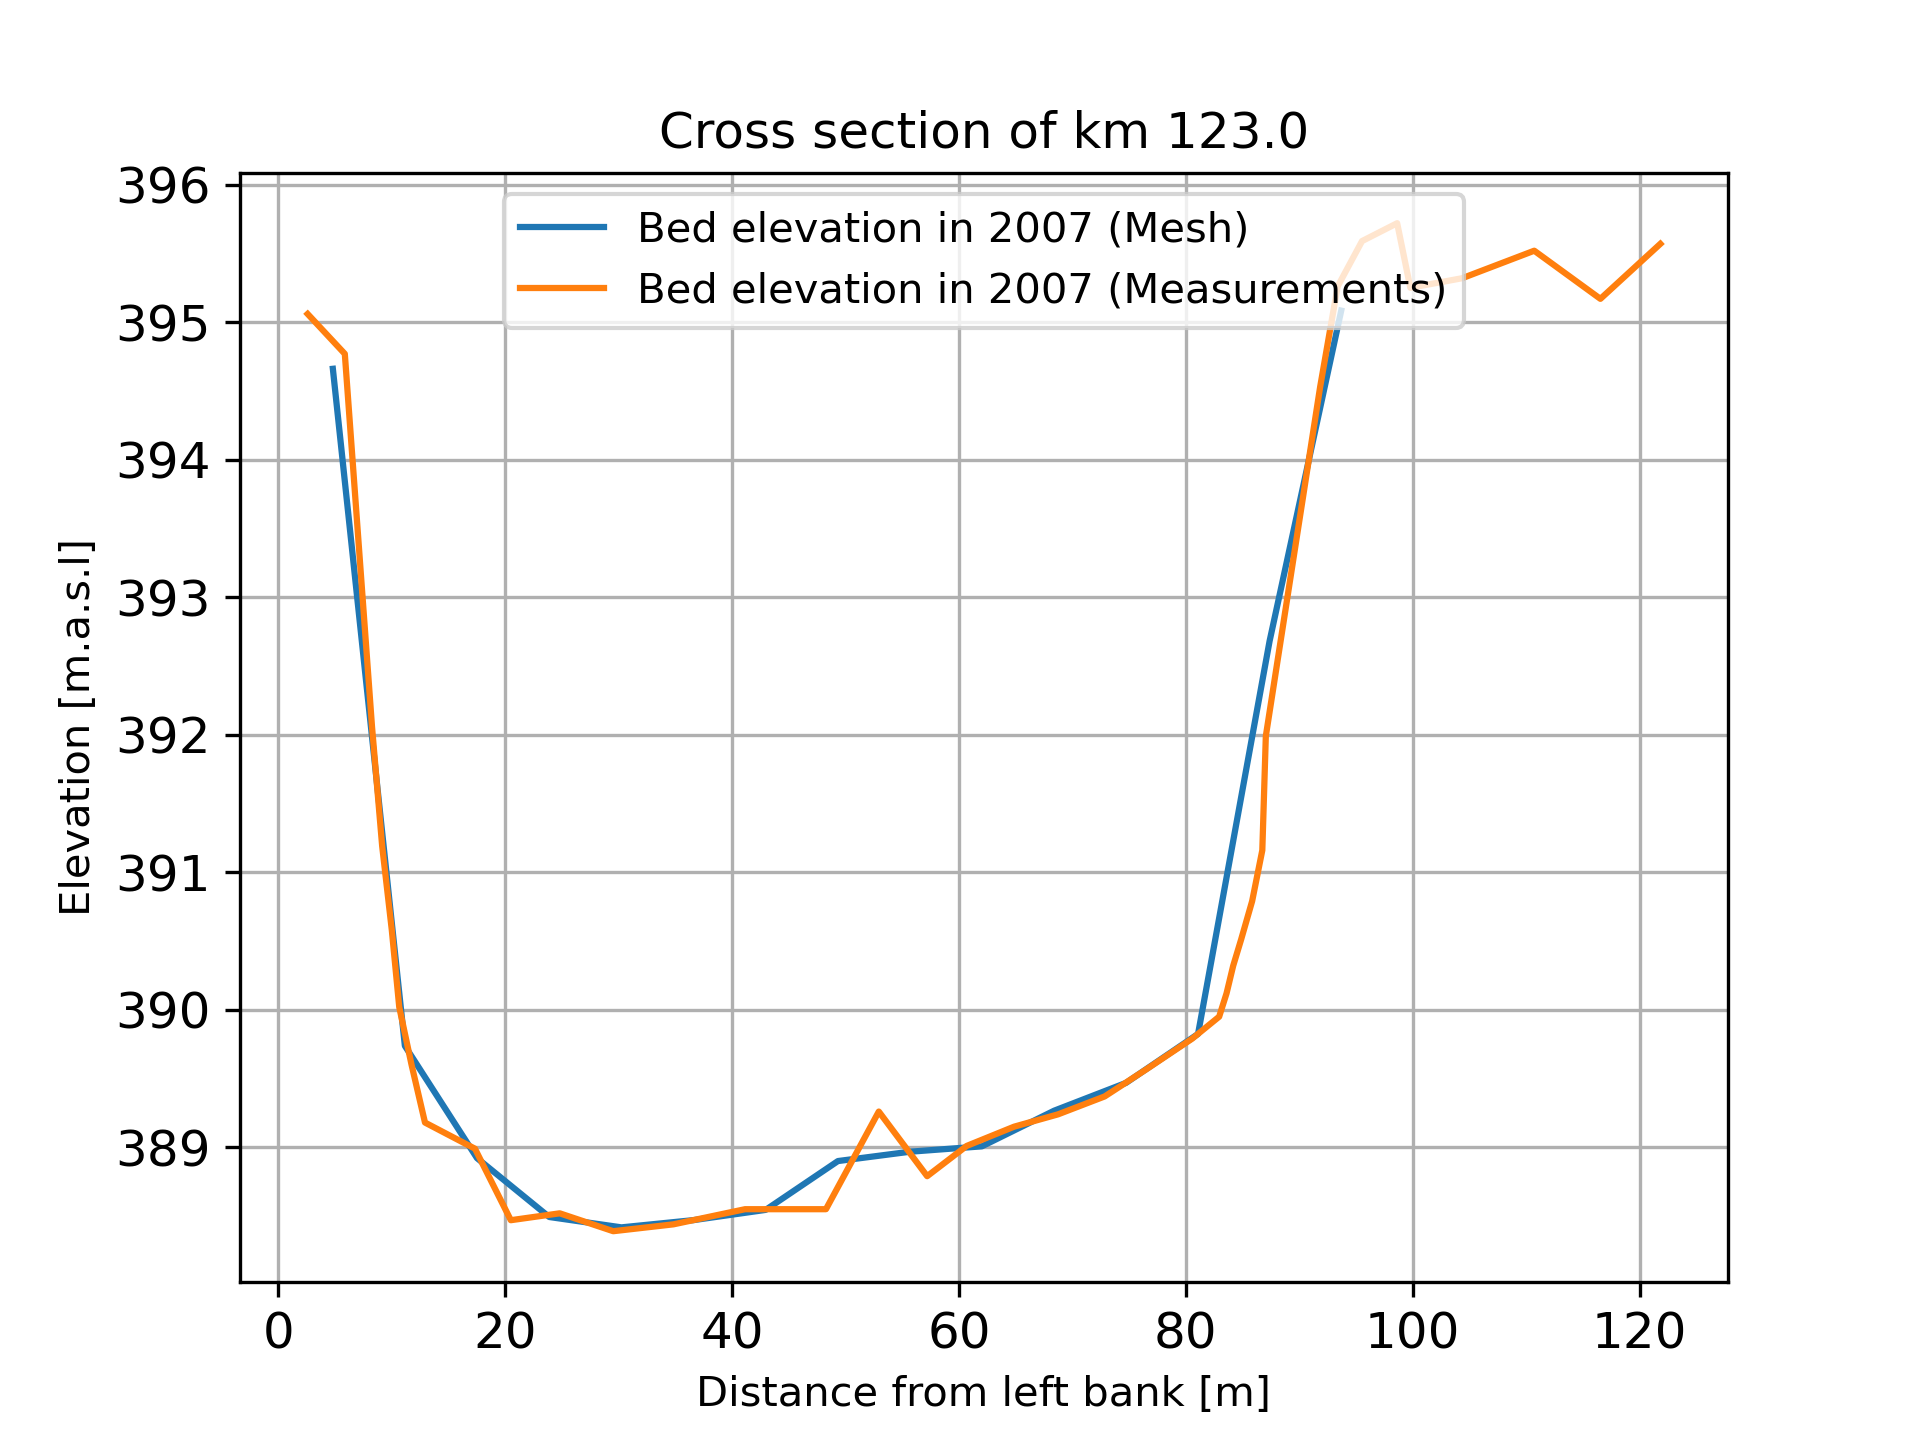 Cross section of km 123.0
Bed elevation in 2007 (Mesh)
Bed elevation in 2007 (Measurements)
396
395
394
393
392
391
390
389
Elevation [m.a.s.l]
0 20 40 60 80 100 120
Distance from left bank [m]